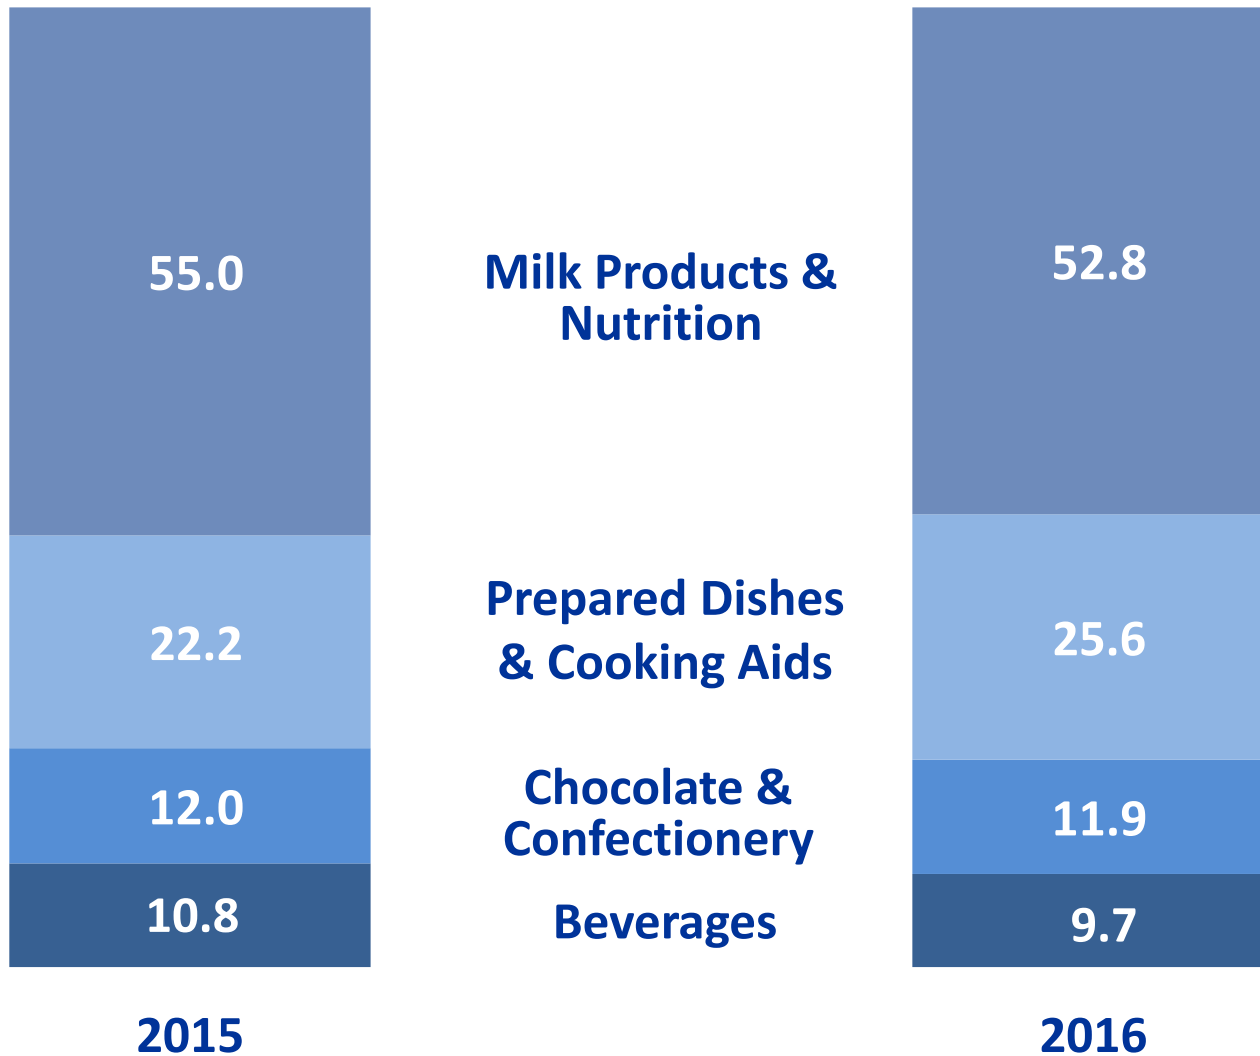 55.0
Milk Products &
Nutrition
52.8
22.2
Prepared Dishes
& Cooking Aids
25.6
12.0
Chocolate &
Confectionery
11.9
10.8
Beverages
9.7
2015
2016